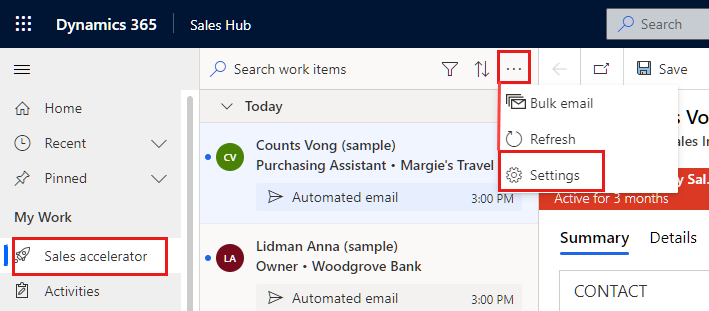 Dynamics 365 Sales Hub Search
Search work items Save
Home
Recent
Pinned
My Work
Sales accelerator
Activities
Today
Counts Vong (sample)
CV
Purchasing Assistant • Margie's Travel
Automated email 3:00 PM
Lidman Anna (sample)
LA
Owner • Woodgrove Bank
Automated email 3:00 PM
Bulk email
Refresh
Settings
s Vo
Sales In
y Sal...
Active for 3 months
Summary Details
CONTACT